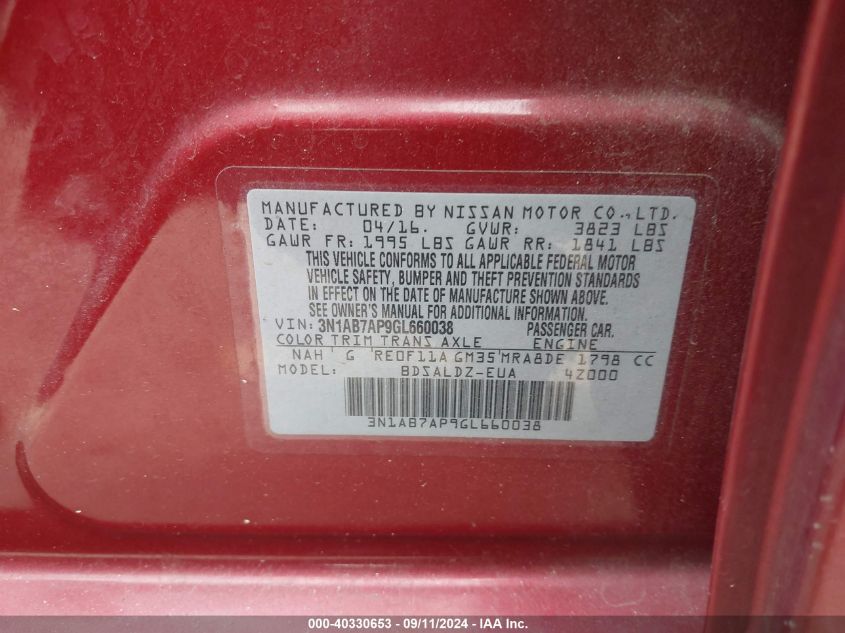 MANUFACTURED BY NISSAN MOTOR CO., LTD.
DATE: 04/16. GVWR: 3823 LBS
GAWR FR: 1995 LBS GAWR RR: 1841 LBS
THIS VEHICLE CONFORMS TO ALL APPLICABLE FEDERAL MOTOR
VEHICLE SAFETY, BUMPER AND THEFT PREVENTION STANDARDS
IN EFFECT ON THE DATE OF MANUFACTURE SHOWN ABOVE.
SEE OWNER'S MANUAL FOR ADDITIONAL INFORMATION.
VIN: 3N1AB7AP9GL660038 PASSENGER CAR.
COLOR TRIM TRANS AXLE ENGINE
NAH G RE0F11A GM35 MRA8DE 1798 CC
MODEL: BDSALDZ-EUA 4Z000
3N1AB7AP9GL660038
000-40330653 - 09/11/2024 - IAA Inc.